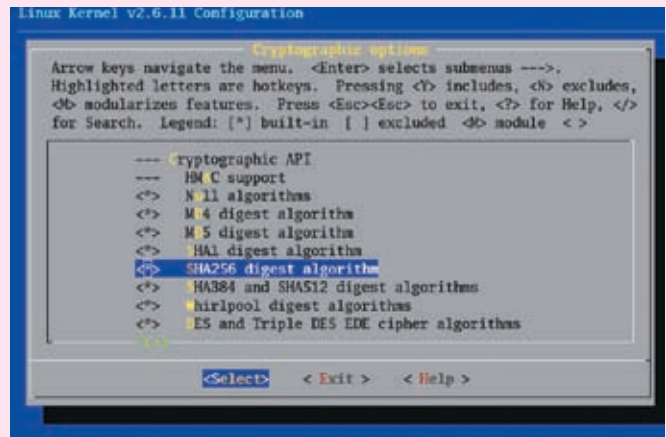 Linux Kernel v2.6.11 Configuration
Cryptographic options
Arrow keys navigate the menu. <Enter> selects submenus --->.
Highlighted letters are hotkeys. Pressing <Y> includes, <N> excludes,
<M> modularizes features. Press <Esc><Esc> to exit, <?> for Help, </>
for Search. Legend: [*] built-in [ ] excluded <M> module < >
--- Cryptographic API
--- HMAC support
<*> Null algorithms
<*> MD4 digest algorithm
<*> MD5 digest algorithm
<*> SHA1 digest algorithm
<*> SHA256 digest algorithm
<*> SHA384 and SHA512 digest algorithms
<*> Whirlpool digest algorithms
<*> DES and Triple DES EDE cipher algorithms
<Select> < Exit > < Help >